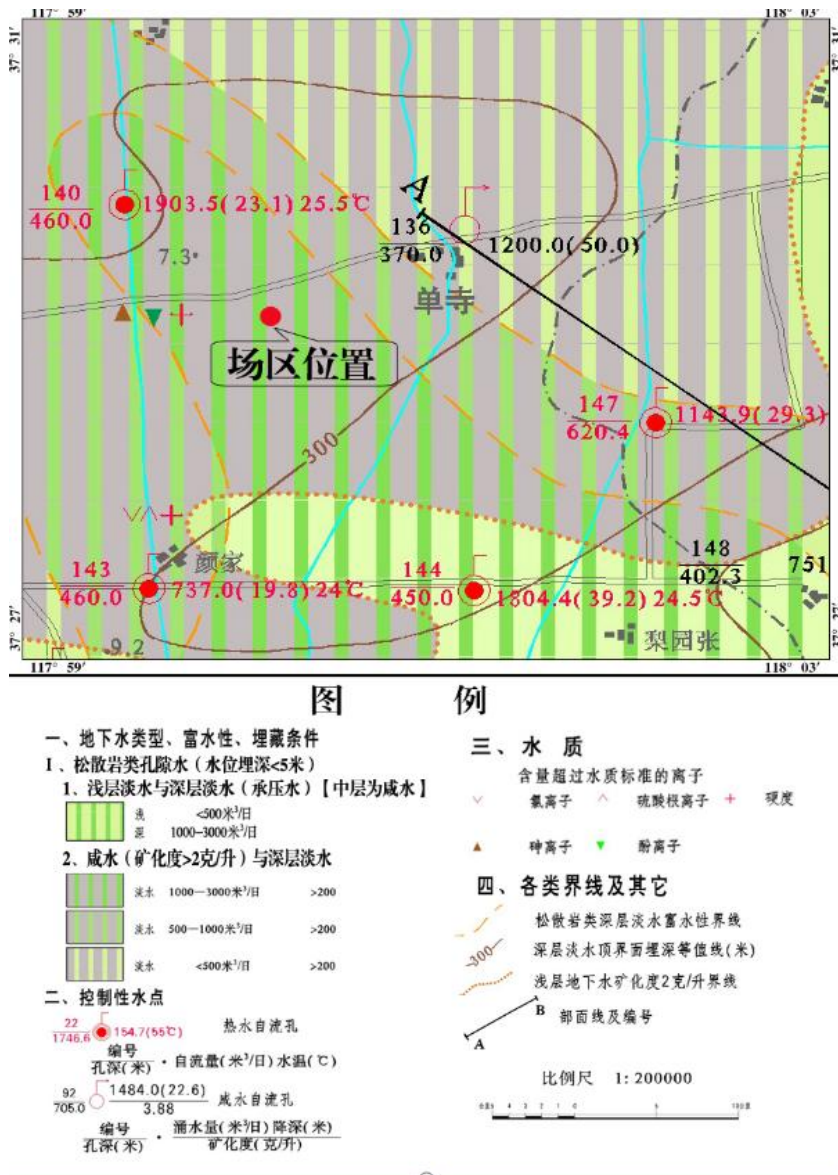 117° 59′
118° 03′
37° 31′
37° 31′
140
460.0
1903.5(23.1)25.5℃
A
136
370.0
1200.0(50.0)
7.3
单寺
场区位置
147
620.4
1143.9(29.3)
300
颜家
143
460.0
737.0(19.8)24℃
144
450.0
1804.4(39.2)24.5℃
148
402.3
751
9.2
梨园张
37° 27′
37° 27′
117° 59′
118° 03′
图 例
一、地下水类型、富水性、埋藏条件
I、松散岩类孔隙水（水位埋深<5米）
1、浅层淡水与深层淡水（承压水）【中层为咸水】
浅 <500米³/日
深 1000-3000米³/日
2、咸水（矿化度>2克/升）与深层淡水
淡水 1000—3000米³/日 >200
淡水 500—1000米³/日 >200
淡水 <500米³/日 >200
二、控制性水点
22
1746.6
154.7(55℃)
热水自流孔
编号
孔深(米)
·自流量(米³/日)水温(℃)
92
705.0
1484.0(22.6)
3.88
咸水自流孔
编号
孔深(米)
·
涌水量(米³/日)降深(米)
矿化度(克/升)
三、水 质
含量超过水质标准的离子
氯离子 硫酸根离子 硬度
砷离子 酚离子
四、各类界线及其它
松散岩类深层淡水富水性界线
300 深层淡水顶界面埋深等值线(米)
浅层地下水矿化度2克/升界线
A B 部面线及编号
比例尺 1:200000